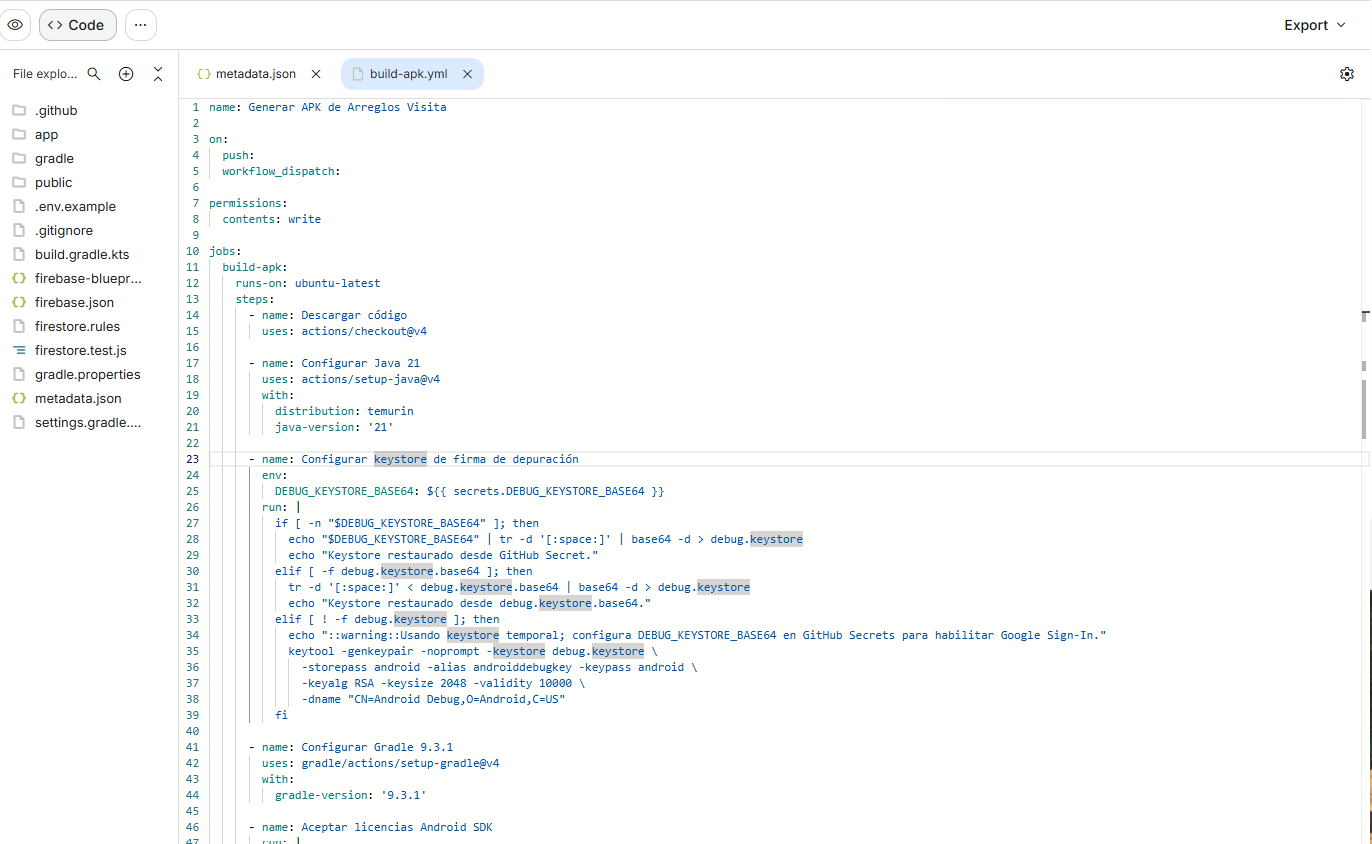 <> Code
...
Export
File explo...
metadata.json
build-apk.yml
.github
app
gradle
public
.env.example
.gitignore
build.gradle.kts
firebase-bluepr...
firebase.json
firestore.rules
firestore.test.js
gradle.properties
metadata.json
settings.gradle....
1 name: Generar APK de Arreglos Visita
2
3 on:
4   push:
5   workflow_dispatch:
6
7 permissions:
8   contents: write
9
10 jobs:
11   build-apk:
12     runs-on: ubuntu-latest
13     steps:
14       - name: Descargar código
15         uses: actions/checkout@v4
16
17       - name: Configurar Java 21
18         uses: actions/setup-java@v4
19         with:
20           distribution: temurin
21           java-version: '21'
22
23       - name: Configurar keystore de firma de depuración
24         env:
25           DEBUG_KEYSTORE_BASE64: ${{ secrets.DEBUG_KEYSTORE_BASE64 }}
26         run: |
27           if [ -n "$DEBUG_KEYSTORE_BASE64" ]; then
28             echo "$DEBUG_KEYSTORE_BASE64" | tr -d '[:space:]' | base64 -d > debug.keystore
29             echo "Keystore restaurado desde GitHub Secret."
30           elif [ -f debug.keystore.base64 ]; then
31             tr -d '[:space:]' < debug.keystore.base64 | base64 -d > debug.keystore
32             echo "Keystore restaurado desde debug.keystore.base64."
33           elif [ ! -f debug.keystore ]; then
34             echo "::warning::Usando keystore temporal; configura DEBUG_KEYSTORE_BASE64 en GitHub Secrets para habilitar Google Sign-In."
35             keytool -genkeypair -noprompt -keystore debug.keystore \
36               -storepass android -alias androiddebugkey -keypass android \
37               -keyalg RSA -keysize 2048 -validity 10000 \
38               -dname "CN=Android Debug,O=Android,C=US"
39           fi
40
41       - name: Configurar Gradle 9.3.1
42         uses: gradle/actions/setup-gradle@v4
43         with:
44           gradle-version: '9.3.1'
45
46       - name: Aceptar licencias Android SDK
47         run: |